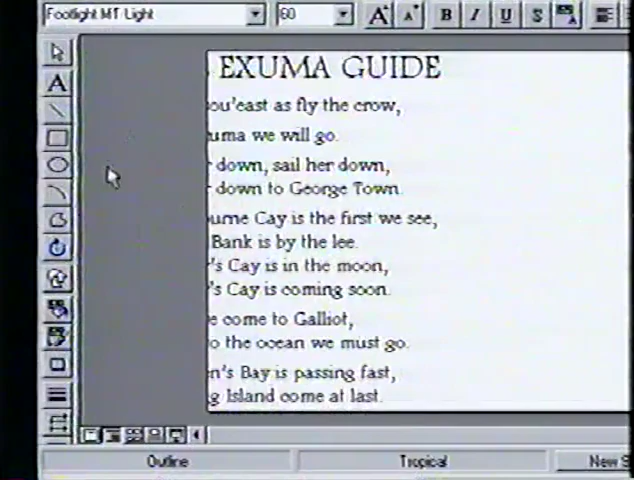 Footlight MT Light 60 A A B I U S A
A
EXUMA GUIDE
ou'east as fly the crow,
uma we will go.
r down, sail her down,
r down to George Town.
urne Cay is the first we see,
Bank is by the lee.
's Cay is in the moon,
's Cay is coming soon.
e come to Galliot,
o the ocean we must go.
n's Bay is passing fast,
g Island come at last.
Outline Tropical New S